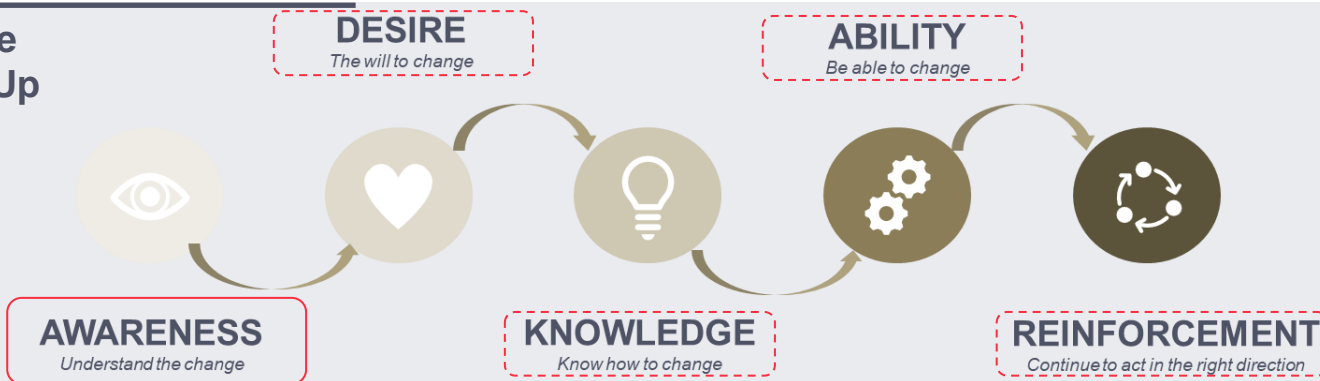 e
Up
DESIRE
The will to change
ABILITY
Be able to change
AWARENESS
Understand the change
KNOWLEDGE
Know how to change
REINFORCEMENT
Continue to act in the right direction